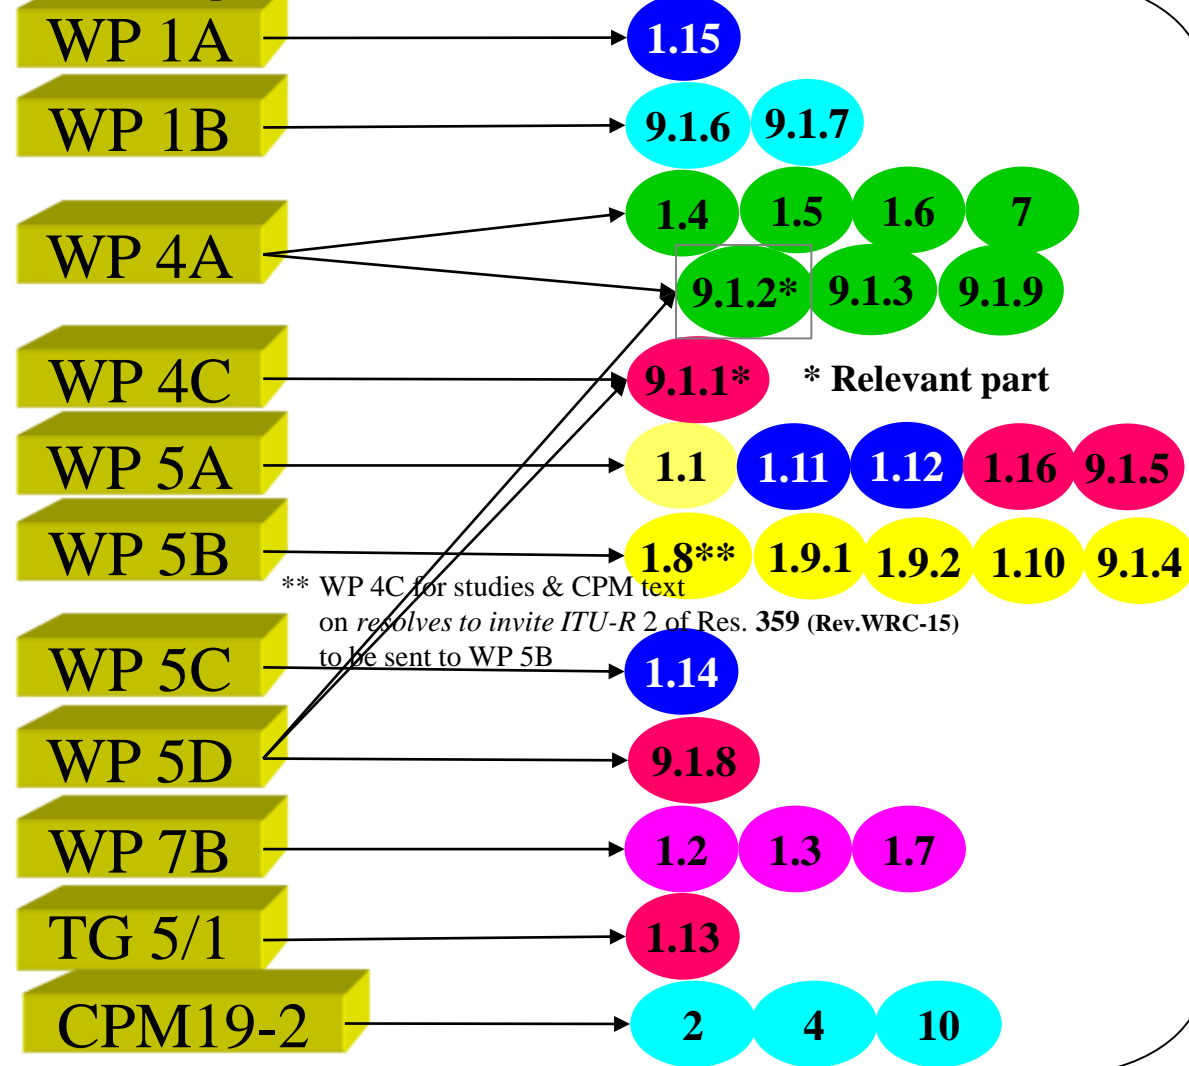 WP 1A 1.15
WP 1B 9.1.6 9.1.7
1.4 1.5 1.6 7
WP 4A 9.1.2* 9.1.3 9.1.9
WP 4C 9.1.1* * Relevant part
WP 5A 1.1 1.11 1.12 1.16 9.1.5
WP 5B 1.8** 1.9.1 1.9.2 1.10 9.1.4
** WP 4C for studies & CPM text
on resolves to invite ITU-R 2 of Res. 359 (Rev.WRC-15)
to be sent to WP 5B
WP 5C 1.14
WP 5D 9.1.8
WP 7B 1.2 1.3 1.7
TG 5/1 1.13
CPM19-2 2 4 10